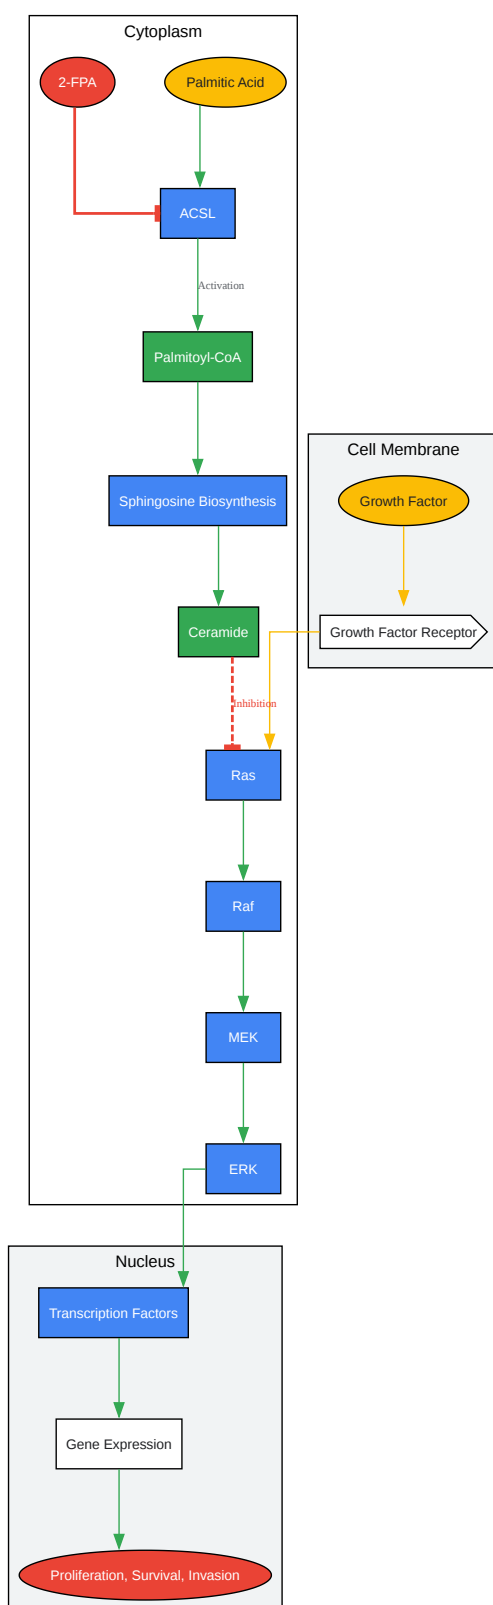 Cytoplasm
2-FPA
Palmitic Acid
ACSL
Activation
Palmitoyl-CoA
Cell Membrane
Sphingosine Biosynthesis
Growth Factor
Ceramide
Growth Factor Receptor
Inhibition
Ras
Raf
MEK
ERK
Nucleus
Transcription Factors
Gene Expression
Proliferation, Survival, Invasion